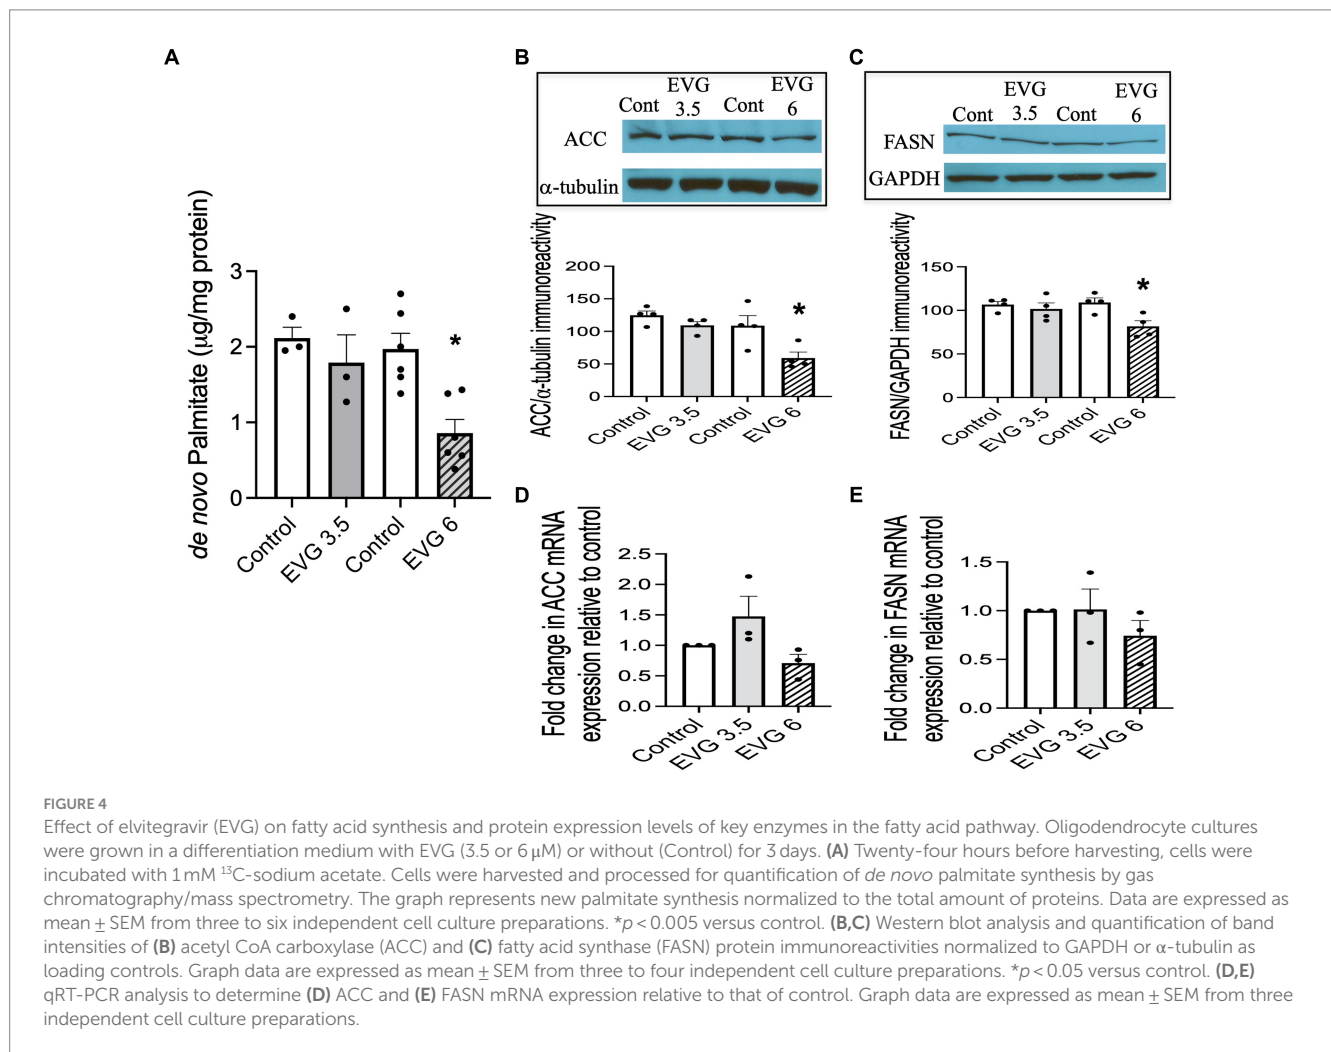 A
de novo Palmitate (μg/mg protein)
3
2
1
0
*
Control
EVG 3.5
Control
EVG 6
B
Cont
EVG
3.5
Cont
EVG
6
ACC
α-tubulin
ACC/α-tubulin immunoreactivity
200
150
100
50
0
*
Control
EVG 3.5
Control
EVG 6
C
Cont
EVG
3.5
Cont
EVG
6
FASN
GAPDH
FASN/GAPDH immunoreactivity
150
100
50
0
*
Control
EVG 3.5
Control
EVG 6
D
Fold change in ACC mRNA
expression relative to control
2.5
2.0
1.5
1.0
0.5
0.0
Control
EVG 3.5
EVG 6
E
Fold change in FASN mRNA
expression relative to control
1.5
1.0
0.5
0.0
Control
EVG 3.5
EVG 6
FIGURE 4
Effect of elvitegravir (EVG) on fatty acid synthesis and protein expression levels of key enzymes in the fatty acid pathway. Oligodendrocyte cultures
were grown in a differentiation medium with EVG (3.5 or 6 μM) or without (Control) for 3 days. (A) Twenty-four hours before harvesting, cells were
incubated with 1 mM ¹³C-sodium acetate. Cells were harvested and processed for quantification of de novo palmitate synthesis by gas
chromatography/mass spectrometry. The graph represents new palmitate synthesis normalized to the total amount of proteins. Data are expressed as
mean ± SEM from three to six independent cell culture preparations. *p < 0.005 versus control. (B,C) Western blot analysis and quantification of band
intensities of (B) acetyl CoA carboxylase (ACC) and (C) fatty acid synthase (FASN) protein immunoreactivities normalized to GAPDH or α-tubulin as
loading controls. Graph data are expressed as mean ± SEM from three to four independent cell culture preparations. *p < 0.05 versus control. (D,E)
qRT-PCR analysis to determine (D) ACC and (E) FASN mRNA expression relative to that of control. Graph data are expressed as mean ± SEM from three
independent cell culture preparations.